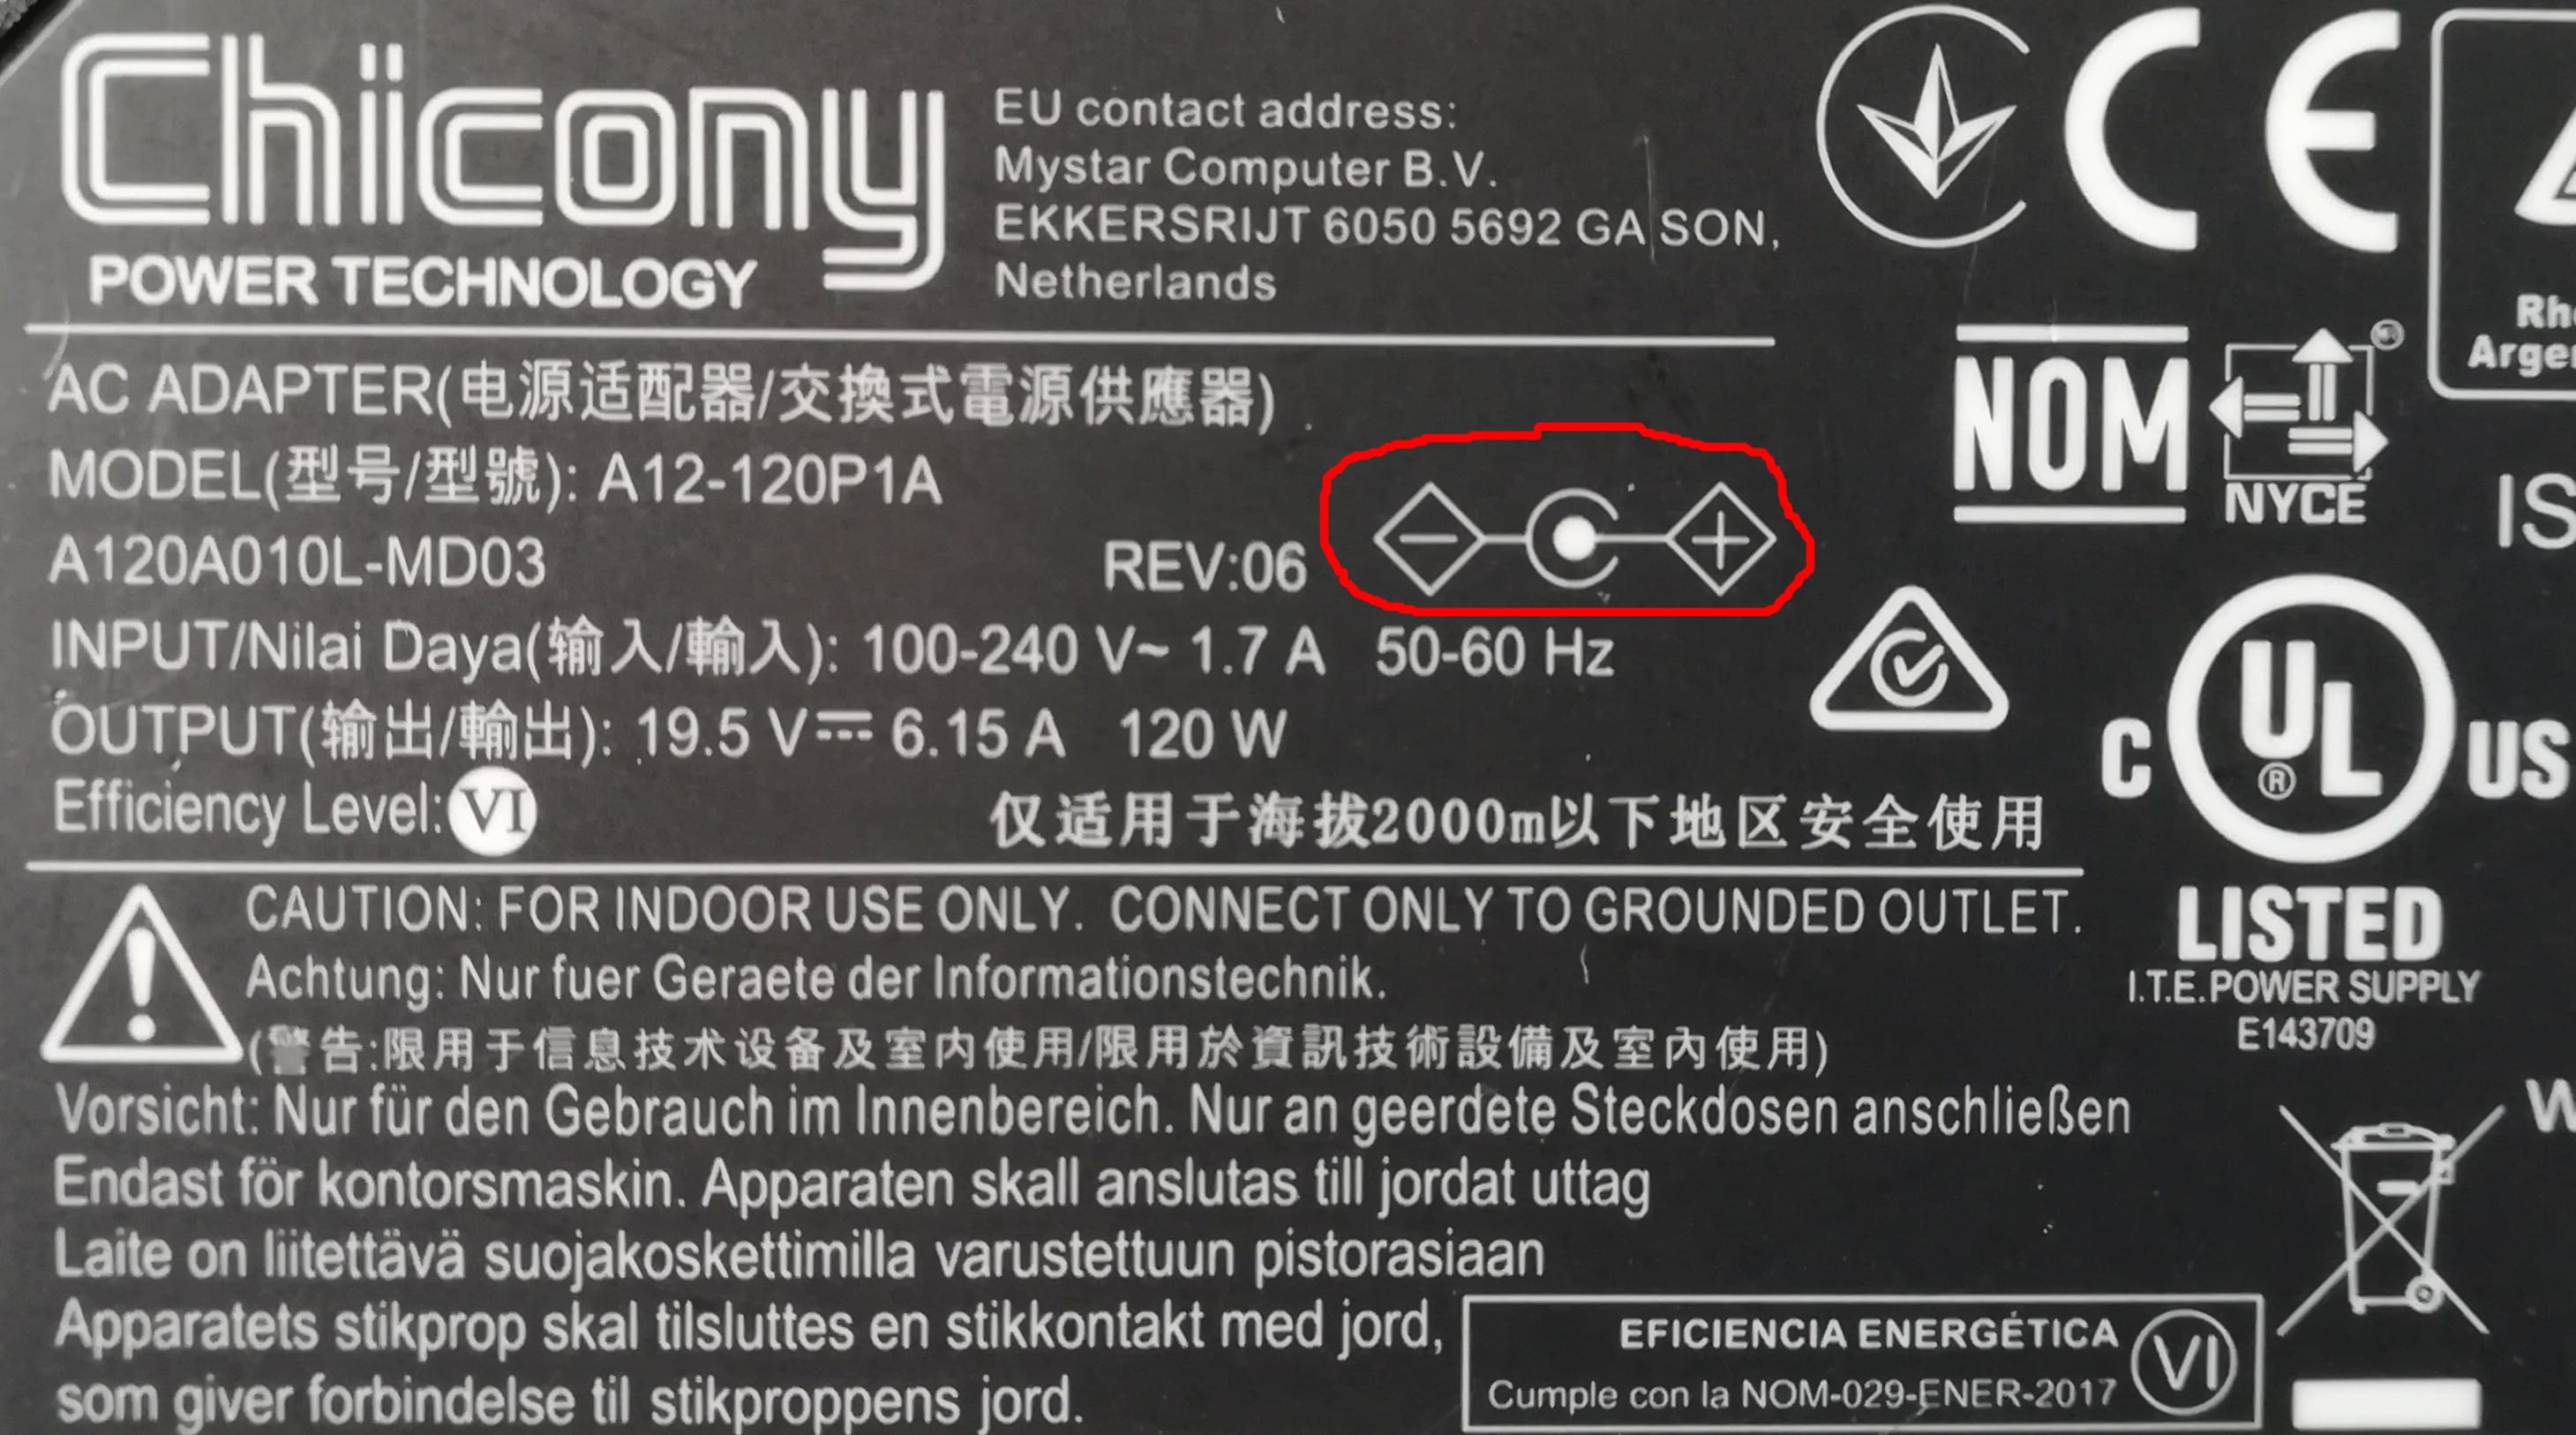 Chicony
POWER TECHNOLOGY
EU contact address:
Mystar Computer B.V.
EKKERSRIJT 6050 5692 GA SON,
Netherlands
AC ADAPTER(电源适配器/交換式電源供應器)
MODEL(型号/型號): A12-120P1A
A120A010L-MD03
REV:06
INPUT/Nilai Daya(输入/輸入): 100-240 V~ 1.7 A 50-60 Hz
OUTPUT(输出/輸出): 19.5 V⎓ 6.15 A 120 W
Efficiency Level: VI
仅适用于海拔2000m以下地区安全使用
CAUTION: FOR INDOOR USE ONLY. CONNECT ONLY TO GROUNDED OUTLET.
Achtung: Nur fuer Geraete der Informationstechnik.
(警告:限用于信息技术设备及室内使用/限用於資訊技術設備及室內使用)
Vorsicht: Nur für den Gebrauch im Innenbereich. Nur an geerdete Steckdosen anschließen
Endast för kontorsmaskin. Apparaten skall anslutas till jordat uttag
Laite on liitettävä suojakoskettimilla varustettuun pistorasiaan
Apparatets stikprop skal tilsluttes en stikkontakt med jord,
som giver forbindelse til stikproppens jord.
EFICIENCIA ENERGÉTICA
Cumple con la NOM-029-ENER-2017
VI
CE
NOM
NYCE
C UL® US
LISTED
I.T.E. POWER SUPPLY
E143709